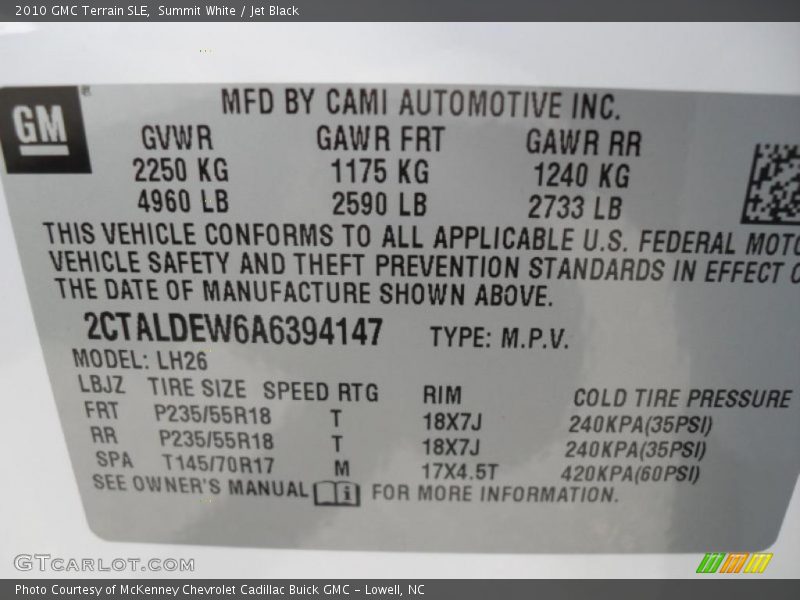 2010 GMC Terrain SLE, Summit White / Jet Black
GM
MFD BY CAMI AUTOMOTIVE INC.
GVWR GAWR FRT GAWR RR
2250 KG 1175 KG 1240 KG
4960 LB 2590 LB 2733 LB
THIS VEHICLE CONFORMS TO ALL APPLICABLE U.S. FEDERAL MOTO
VEHICLE SAFETY AND THEFT PREVENTION STANDARDS IN EFFECT O
THE DATE OF MANUFACTURE SHOWN ABOVE.
2CTALDEW6A6394147 TYPE: M.P.V.
MODEL: LH26
LBJZ TIRE SIZE SPEED RTG RIM COLD TIRE PRESSURE
FRT P235/55R18 T 18X7J 240KPA(35PSI)
RR P235/55R18 T 18X7J 240KPA(35PSI)
SPA T145/70R17 M 17X4.5T 420KPA(60PSI)
SEE OWNER'S MANUAL FOR MORE INFORMATION.
GTCARLOT.COM
Photo Courtesy of McKenney Chevrolet Cadillac Buick GMC - Lowell, NC